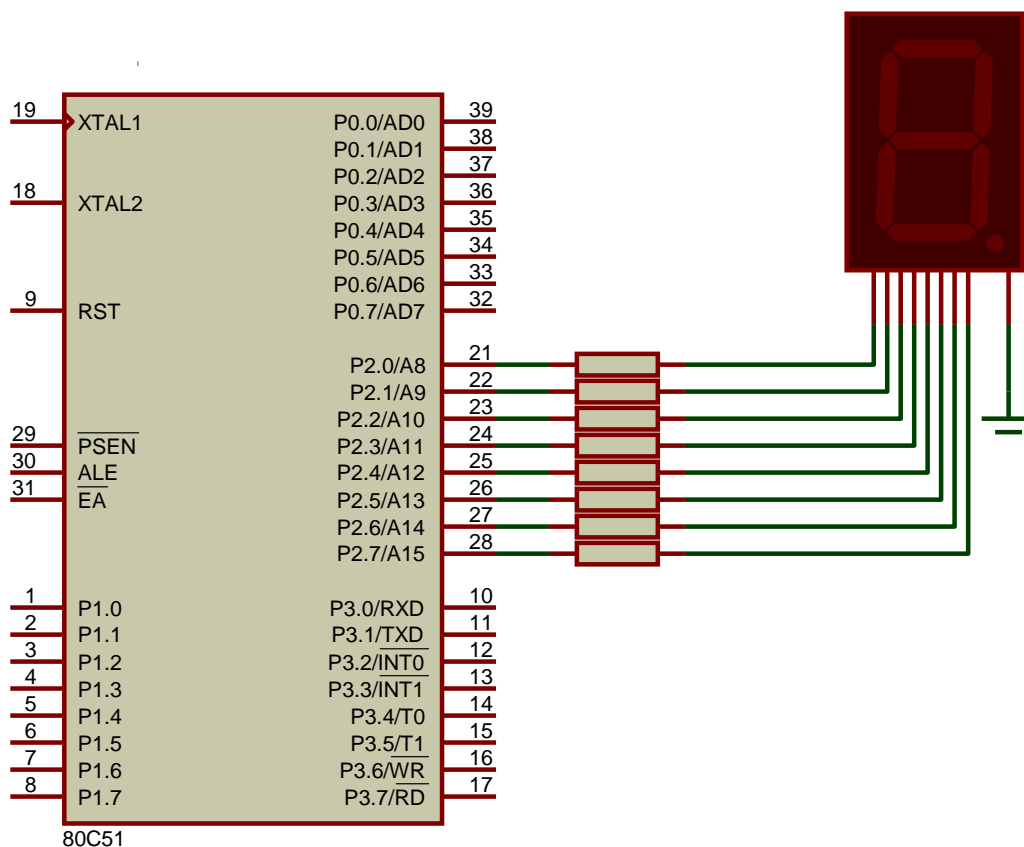 19 XTAL1 P0.0/AD0 39
P0.1/AD1 38
P0.2/AD2 37
18 XTAL2 P0.3/AD3 36
P0.4/AD4 35
P0.5/AD5 34
P0.6/AD6 33
9 RST P0.7/AD7 32
P2.0/A8 21
P2.1/A9 22
P2.2/A10 23
29 PSEN P2.3/A11 24
30 ALE P2.4/A12 25
31 EA P2.5/A13 26
P2.6/A14 27
P2.7/A15 28
1 P1.0 P3.0/RXD 10
2 P1.1 P3.1/TXD 11
3 P1.2 P3.2/INT0 12
4 P1.3 P3.3/INT1 13
5 P1.4 P3.4/T0 14
6 P1.5 P3.5/T1 15
7 P1.6 P3.6/WR 16
8 P1.7 P3.7/RD 17
80C51